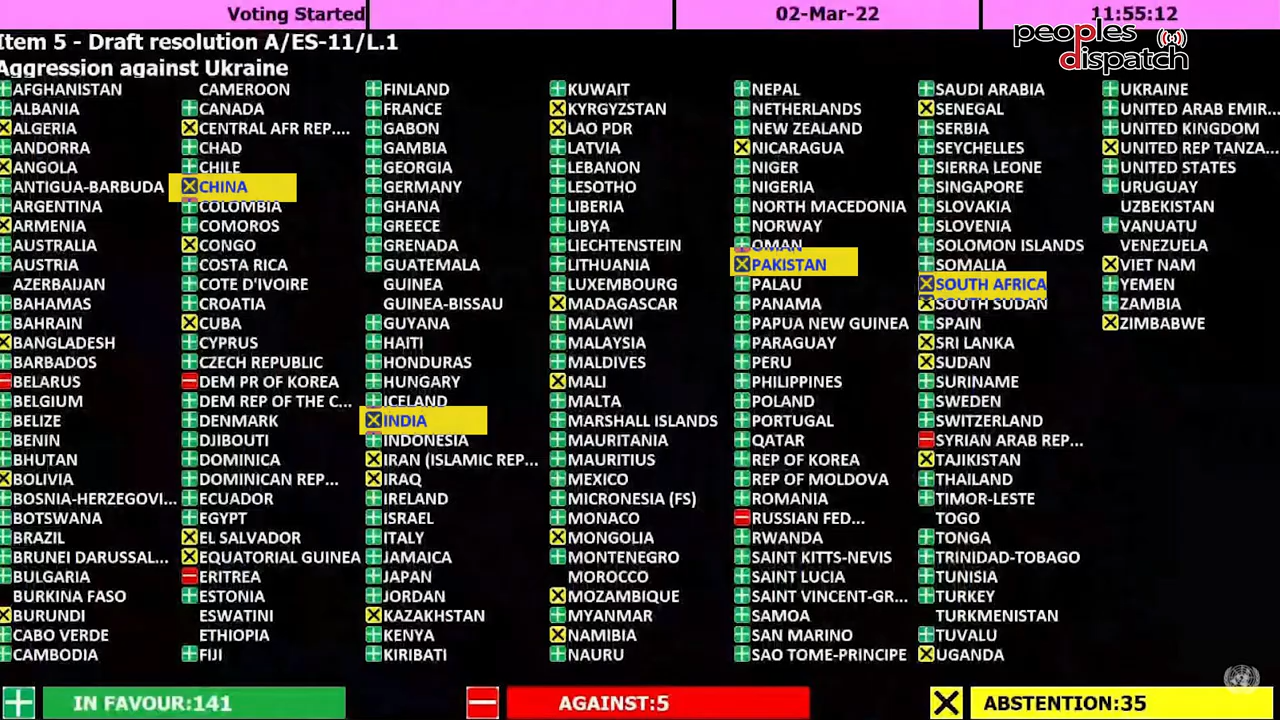 Voting Started 02-Mar-22 11:55:12
peoples dispatch
Item 5 - Draft resolution A/ES-11/L.1
Aggression against Ukraine
AFGHANISTAN CAMEROON FINLAND KUWAIT NEPAL SAUDI ARABIA UKRAINE
ALBANIA CANADA FRANCE KYRGYZSTAN NETHERLANDS SENEGAL UNITED ARAB EMIR...
ALGERIA CENTRAL AFR REP.... GABON LAO PDR NEW ZEALAND SERBIA UNITED KINGDOM
ANDORRA CHAD GAMBIA LATVIA NICARAGUA SEYCHELLES UNITED REP TANZA...
ANGOLA CHILE GEORGIA LEBANON NIGER SIERRA LEONE UNITED STATES
ANTIGUA-BARBUDA CHINA GERMANY LESOTHO NIGERIA SINGAPORE URUGUAY
ARGENTINA COLOMBIA GHANA LIBERIA NORTH MACEDONIA SLOVAKIA UZBEKISTAN
ARMENIA COMOROS GREECE LIBYA NORWAY SLOVENIA VANUATU
AUSTRALIA CONGO GRENADA LIECHTENSTEIN OMAN SOLOMON ISLANDS VENEZUELA
AUSTRIA COSTA RICA GUATEMALA LITHUANIA PAKISTAN SOMALIA VIET NAM
AZERBAIJAN COTE D'IVOIRE GUINEA LUXEMBOURG PALAU SOUTH AFRICA YEMEN
BAHAMAS CROATIA GUINEA-BISSAU MADAGASCAR PANAMA SOUTH SUDAN ZAMBIA
BAHRAIN CUBA GUYANA MALAWI PAPUA NEW GUINEA SPAIN ZIMBABWE
BANGLADESH CYPRUS HAITI MALAYSIA PARAGUAY SRI LANKA
BARBADOS CZECH REPUBLIC HONDURAS MALDIVES PERU SUDAN
BELARUS DEM PR OF KOREA HUNGARY MALI PHILIPPINES SURINAME
BELGIUM DEM REP OF THE C... ICELAND MALTA POLAND SWEDEN
BELIZE DENMARK INDIA MARSHALL ISLANDS PORTUGAL SWITZERLAND
BENIN DJIBOUTI INDONESIA MAURITANIA QATAR SYRIAN ARAB REP...
BHUTAN DOMINICA IRAN (ISLAMIC REP... MAURITIUS REP OF KOREA TAJIKISTAN
BOLIVIA DOMINICAN REP... IRAQ MEXICO REP OF MOLDOVA THAILAND
BOSNIA-HERZEGOVI... ECUADOR IRELAND MICRONESIA (FS) ROMANIA TIMOR-LESTE
BOTSWANA EGYPT ISRAEL MONACO RUSSIAN FED... TOGO
BRAZIL EL SALVADOR ITALY MONGOLIA RWANDA TONGA
BRUNEI DARUSSAL... EQUATORIAL GUINEA JAMAICA MONTENEGRO SAINT KITTS-NEVIS TRINIDAD-TOBAGO
BULGARIA ERITREA JAPAN MOROCCO SAINT LUCIA TUNISIA
BURKINA FASO ESTONIA JORDAN MOZAMBIQUE SAINT VINCENT-GR... TURKEY
BURUNDI ESWATINI KAZAKHSTAN MYANMAR SAMOA TURKMENISTAN
CABO VERDE ETHIOPIA KENYA NAMIBIA SAN MARINO TUVALU
CAMBODIA FIJI KIRIBATI NAURU SAO TOME-PRINCIPE UGANDA
IN FAVOUR:141 AGAINST:5 ABSTENTION:35